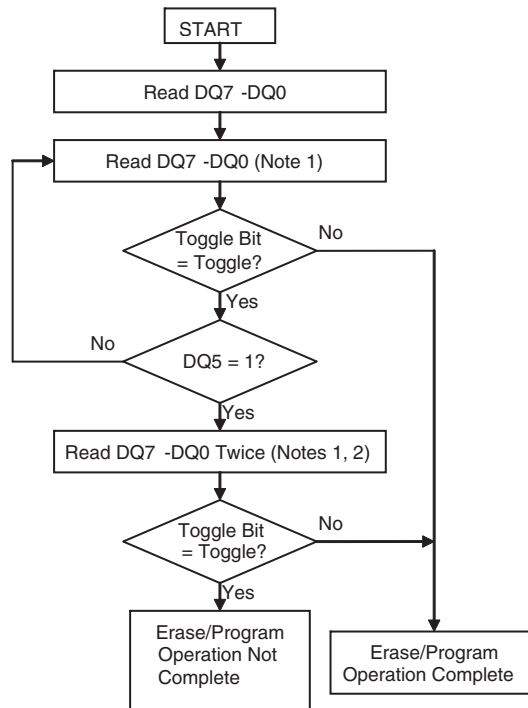 START
Read DQ7 -DQ0
Read DQ7 -DQ0 (Note 1)
Toggle Bit
= Toggle?
No
Yes
No
DQ5 = 1?
Yes
Read DQ7 -DQ0 Twice (Notes 1, 2)
Toggle Bit
= Toggle?
No
Yes
Erase/Program
Operation Not
Complete
Erase/Program
Operation Complete